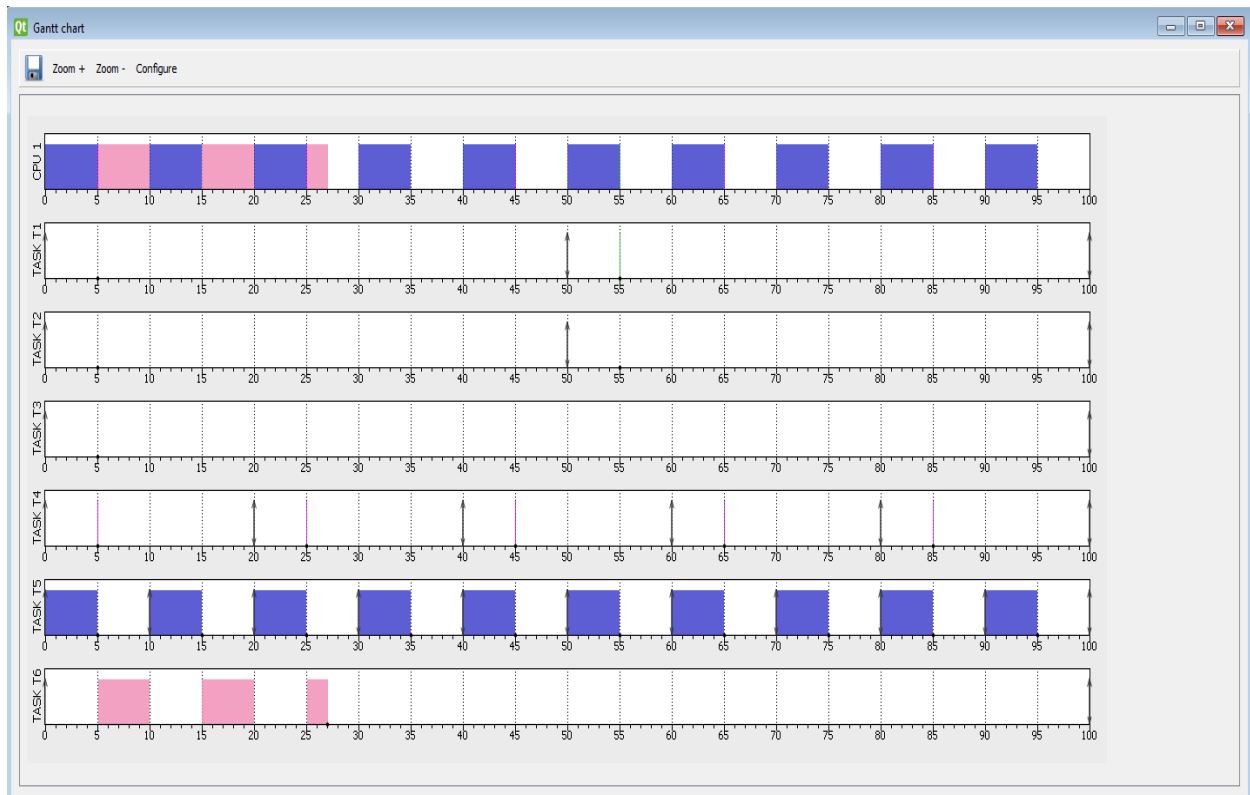 Qt Gantt chart
Zoom + Zoom - Configure
CPU 1
0 5 10 15 20 25 30 35 40 45 50 55 60 65 70 75 80 85 90 95 100
TASK T1
0 5 10 15 20 25 30 35 40 45 50 55 60 65 70 75 80 85 90 95 100
TASK T2
0 5 10 15 20 25 30 35 40 45 50 55 60 65 70 75 80 85 90 95 100
TASK T3
0 5 10 15 20 25 30 35 40 45 50 55 60 65 70 75 80 85 90 95 100
TASK T4
0 5 10 15 20 25 30 35 40 45 50 55 60 65 70 75 80 85 90 95 100
TASK T5
0 5 10 15 20 25 30 35 40 45 50 55 60 65 70 75 80 85 90 95 100
TASK T6
0 5 10 15 20 25 30 35 40 45 50 55 60 65 70 75 80 85 90 95 100